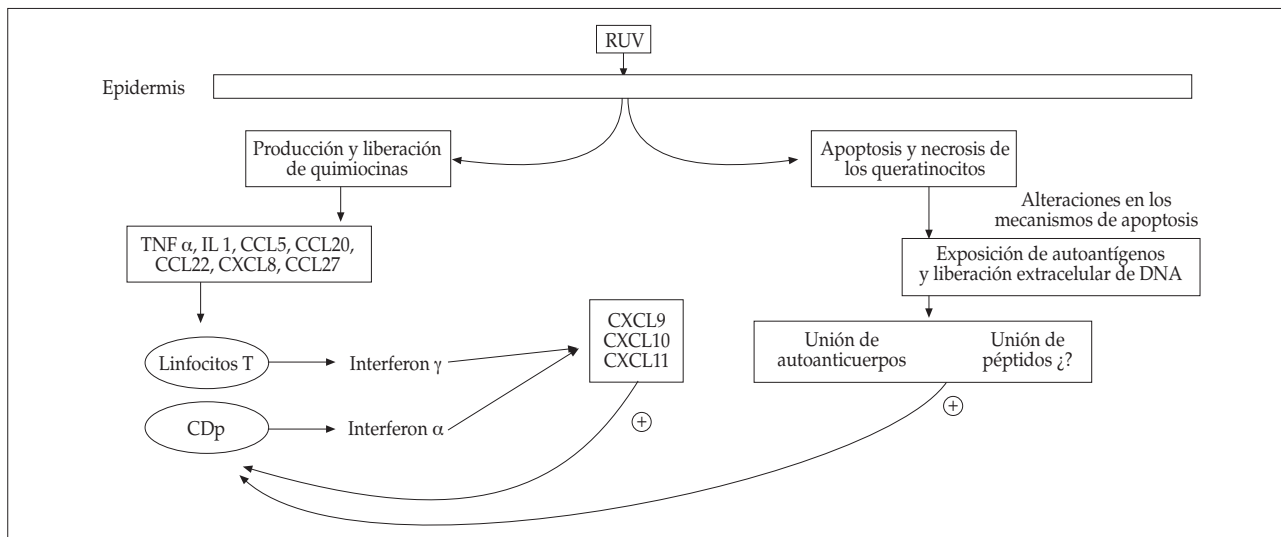 RUV
Epidermis
Producción y liberación
de quimiocinas
Apoptosis y necrosis de
los queratinocitos
Alteraciones en los
mecanismos de apoptosis
TNF α, IL 1, CCL5, CCL20,
CCL22, CXCL8, CCL27
Exposición de autoantígenos
y liberación extracelular de DNA
CXCL9
CXCL10
CXCL11
Unión de
autoanticuerpos
Unión de
péptidos ¿?
Linfocitos T
Interferon γ
CDp
Interferon α
+
+